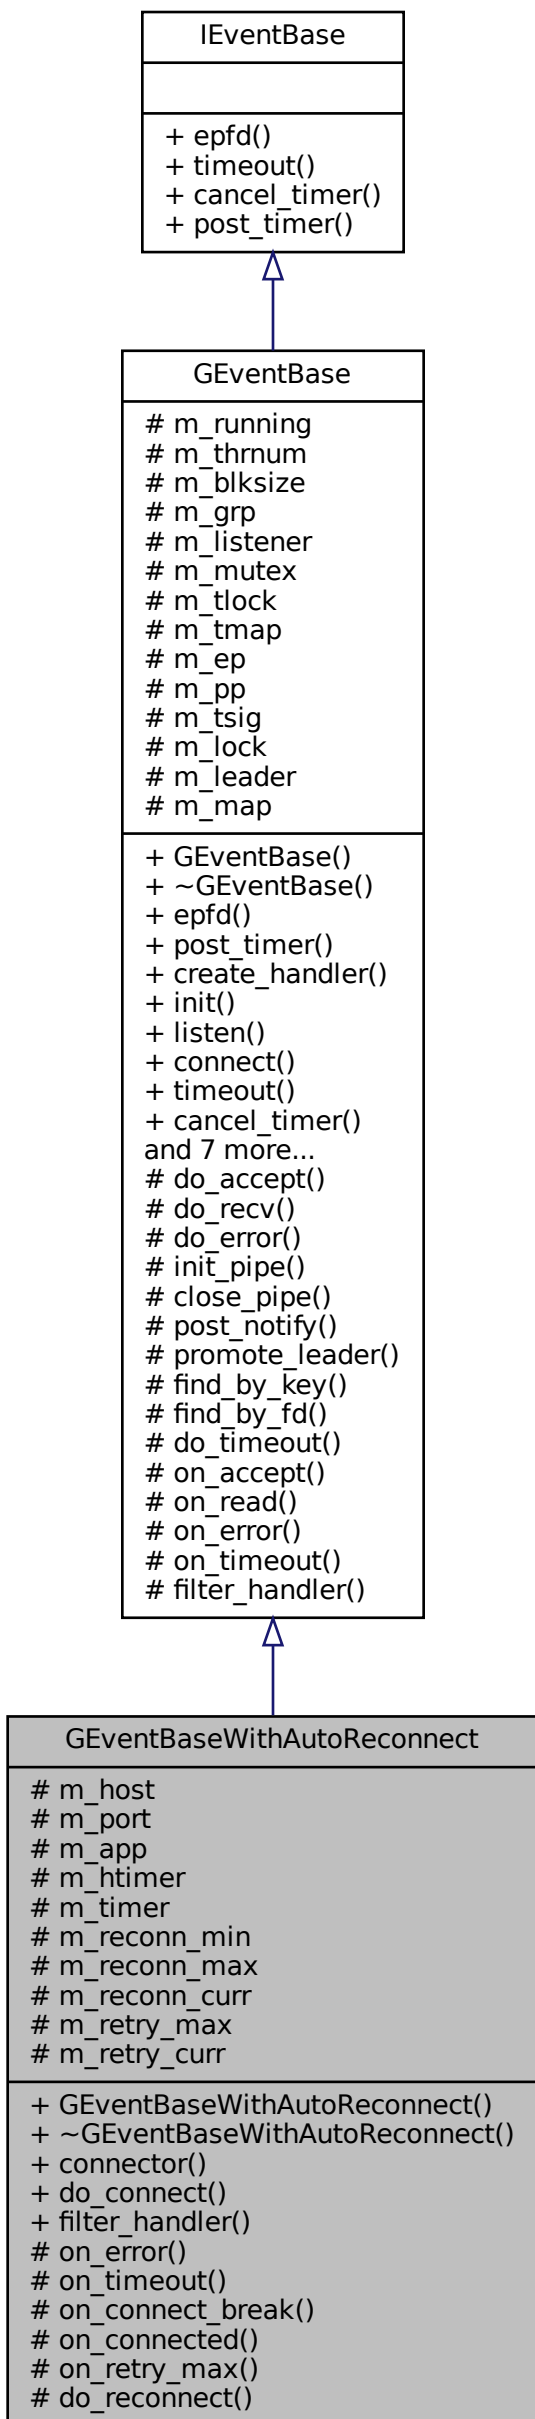 IEventBase
+ epfd()
+ timeout()
+ cancel_timer()
+ post_timer()
GEventBase
# m_running
# m_thrnum
# m_blksize
# m_grp
# m_listener
# m_mutex
# m_tlock
# m_tmap
# m_ep
# m_pp
# m_tsig
# m_lock
# m_leader
# m_map
+ GEventBase()
+ ~GEventBase()
+ epfd()
+ post_timer()
+ create_handler()
+ init()
+ listen()
+ connect()
+ timeout()
+ cancel_timer()
and 7 more...
# do_accept()
# do_recv()
# do_error()
# init_pipe()
# close_pipe()
# post_notify()
# promote_leader()
# find_by_key()
# find_by_fd()
# do_timeout()
# on_accept()
# on_read()
# on_error()
# on_timeout()
# filter_handler()
GEventBaseWithAutoReconnect
# m_host
# m_port
# m_app
# m_htimer
# m_timer
# m_reconn_min
# m_reconn_max
# m_reconn_curr
# m_retry_max
# m_retry_curr
+ GEventBaseWithAutoReconnect()
+ ~GEventBaseWithAutoReconnect()
+ connector()
+ do_connect()
+ filter_handler()
# on_error()
# on_timeout()
# on_connect_break()
# on_connected()
# on_retry_max()
# do_reconnect()